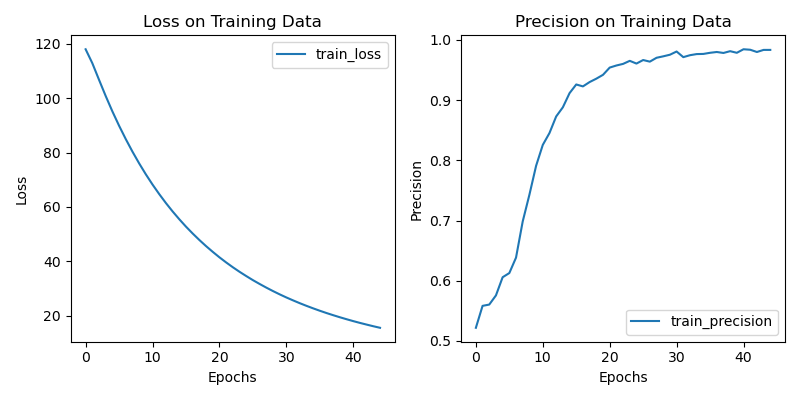 Loss on Training Data
120
100
80
60
40
20
Loss
train_loss
0
10
20
30
40
Epochs
Precision on Training Data
1.0
0.9
0.8
0.7
0.6
0.5
Precision
train_precision
0
10
20
30
40
Epochs